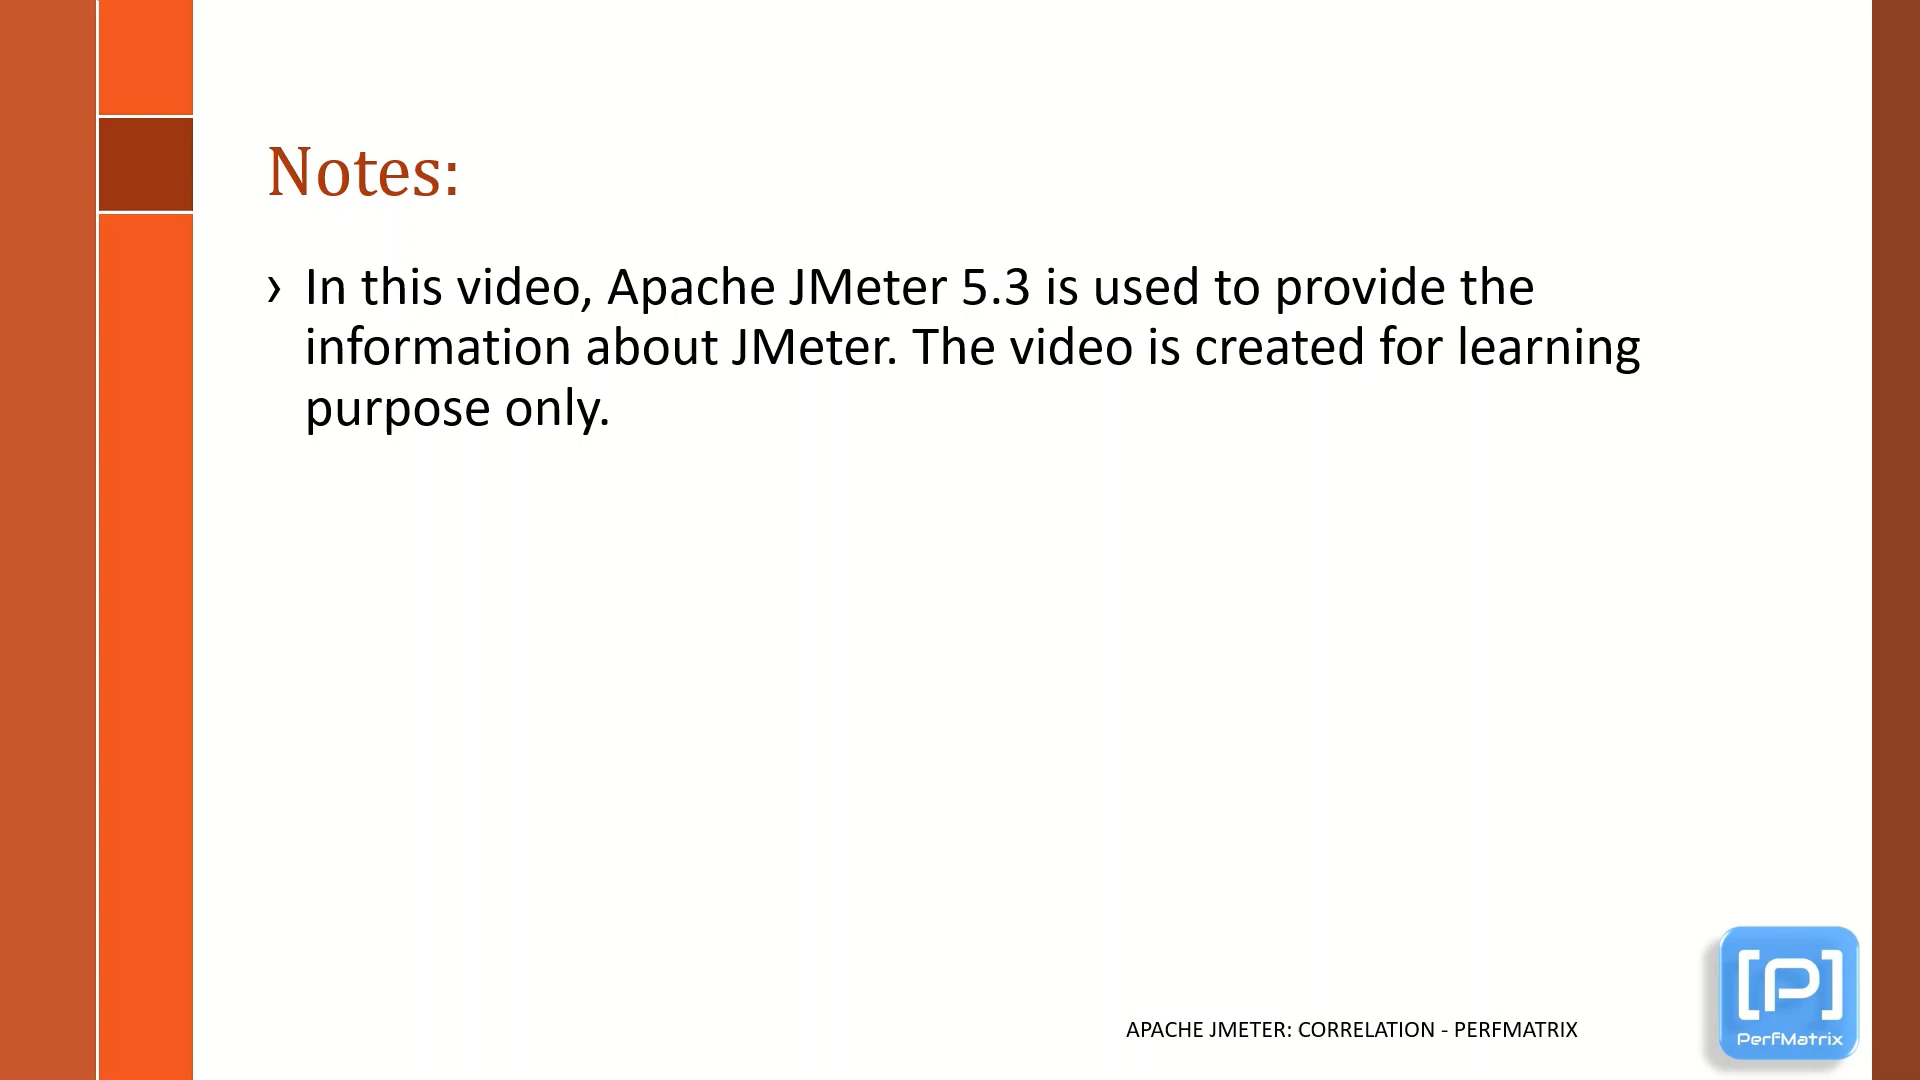 Notes:
› In this video, Apache JMeter 5.3 is used to provide the
information about JMeter. The video is created for learning
purpose only.
APACHE JMETER: CORRELATION - PERFMATRIX
[P]
PerfMatrix